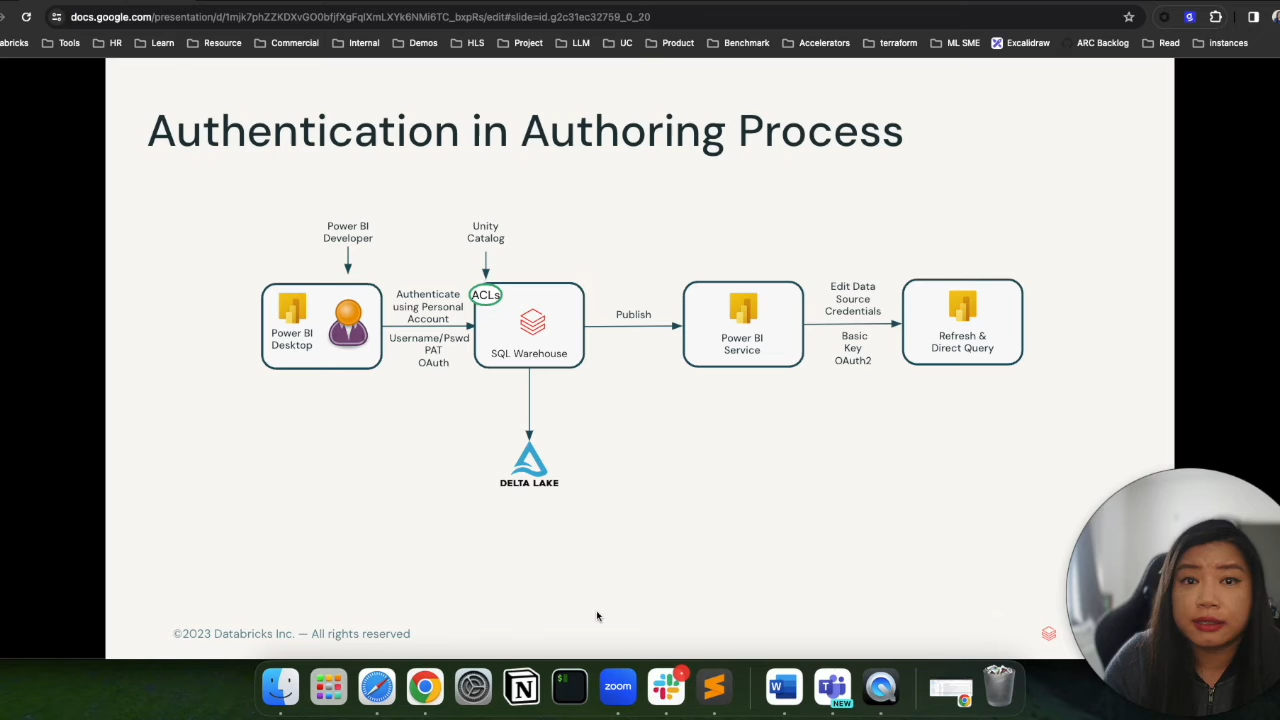 docs.google.com/presentation/d/1mjk7phZZKDXvGO0bfjfXgFqIXmLXYk6NMi6TC_bxpRs/edit#slide=id.g2c31ec32759_0_20
abricks Tools HR Learn Resource Commercial Internal Demos HLS Project LLM UC Product Benchmark Accelerators terraform ML SME Excalidraw ARC Backlog Read instances
Authentication in Authoring Process
Power BI
Developer
Unity
Catalog
Power BI
Desktop
Authenticate
using Personal
Account
Username/Pswd
PAT
OAuth
ACLs
SQL Warehouse
Publish
Power BI
Service
Edit Data
Source
Credentials
Basic
Key
OAuth2
Refresh &
Direct Query
DELTA LAKE
©2023 Databricks Inc. — All rights reserved
zoom
NEW